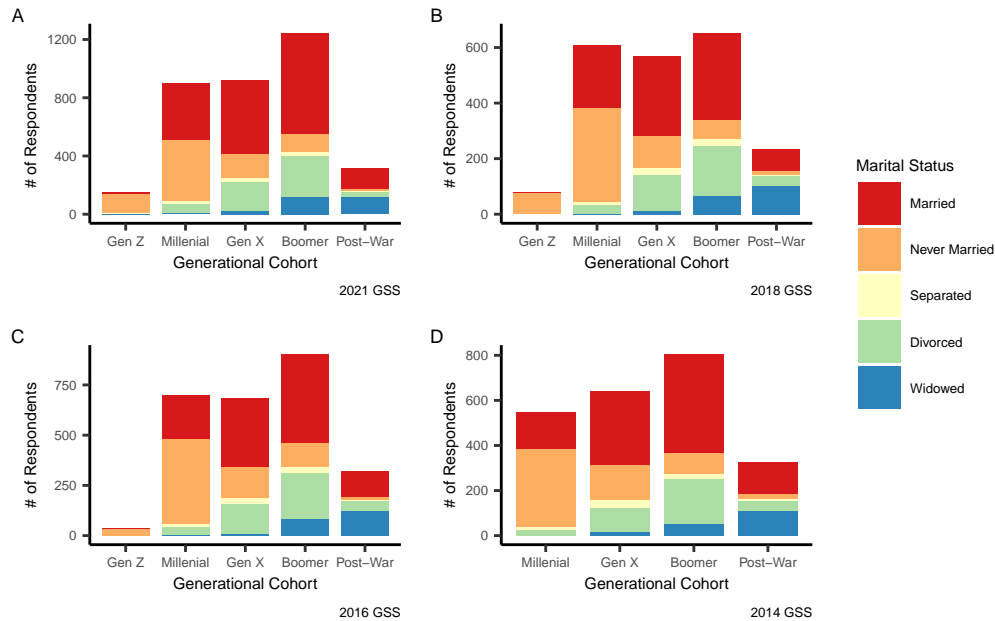 A
# of Respondents
1200
800
400
0
Gen Z Millenial Gen X Boomer Post−War
Generational Cohort
2021 GSS
B
# of Respondents
600
400
200
0
Gen Z Millenial Gen X Boomer Post−War
Generational Cohort
2018 GSS
C
# of Respondents
750
500
250
0
Gen Z Millenial Gen X Boomer Post−War
Generational Cohort
2016 GSS
D
# of Respondents
800
600
400
200
0
Millenial Gen X Boomer Post−War
Generational Cohort
2014 GSS
Marital Status
Married
Never Married
Separated
Divorced
Widowed